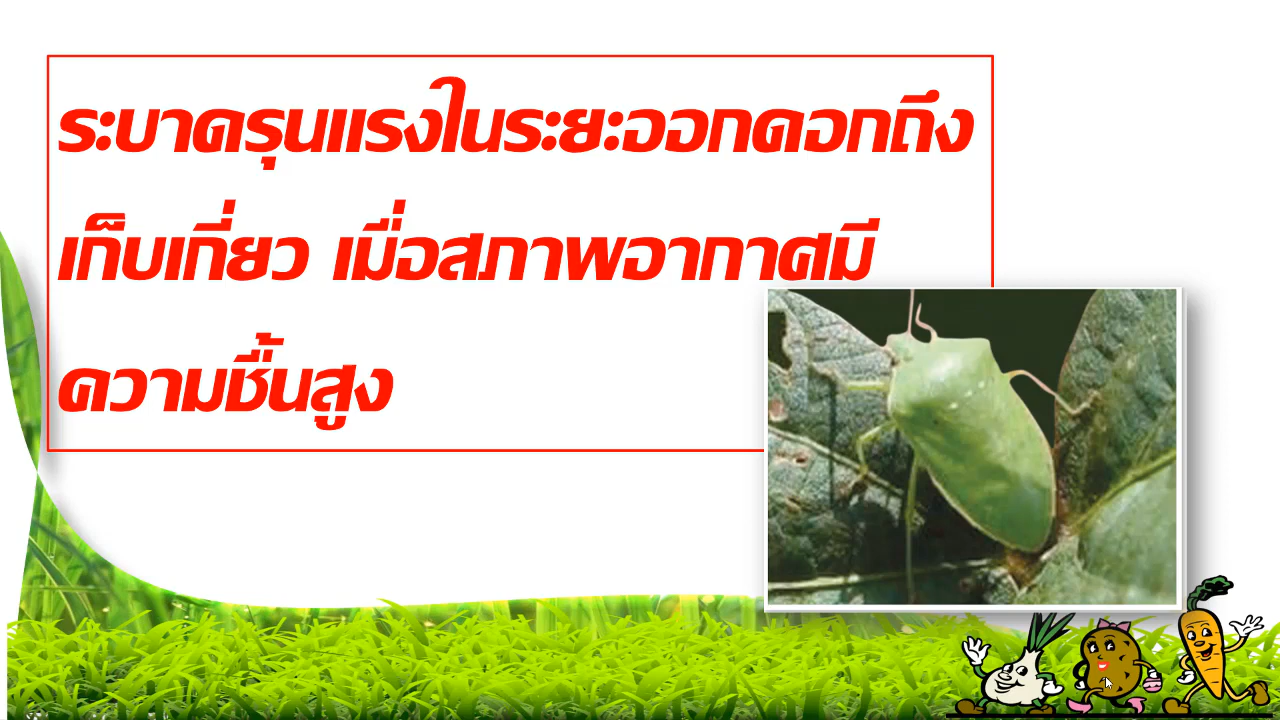 ระบาดรุนแรงในระยะออกดอกถึง
เก็บเกี่ยว เมื่อสภาพอากาศมี
ความชื้นสูง